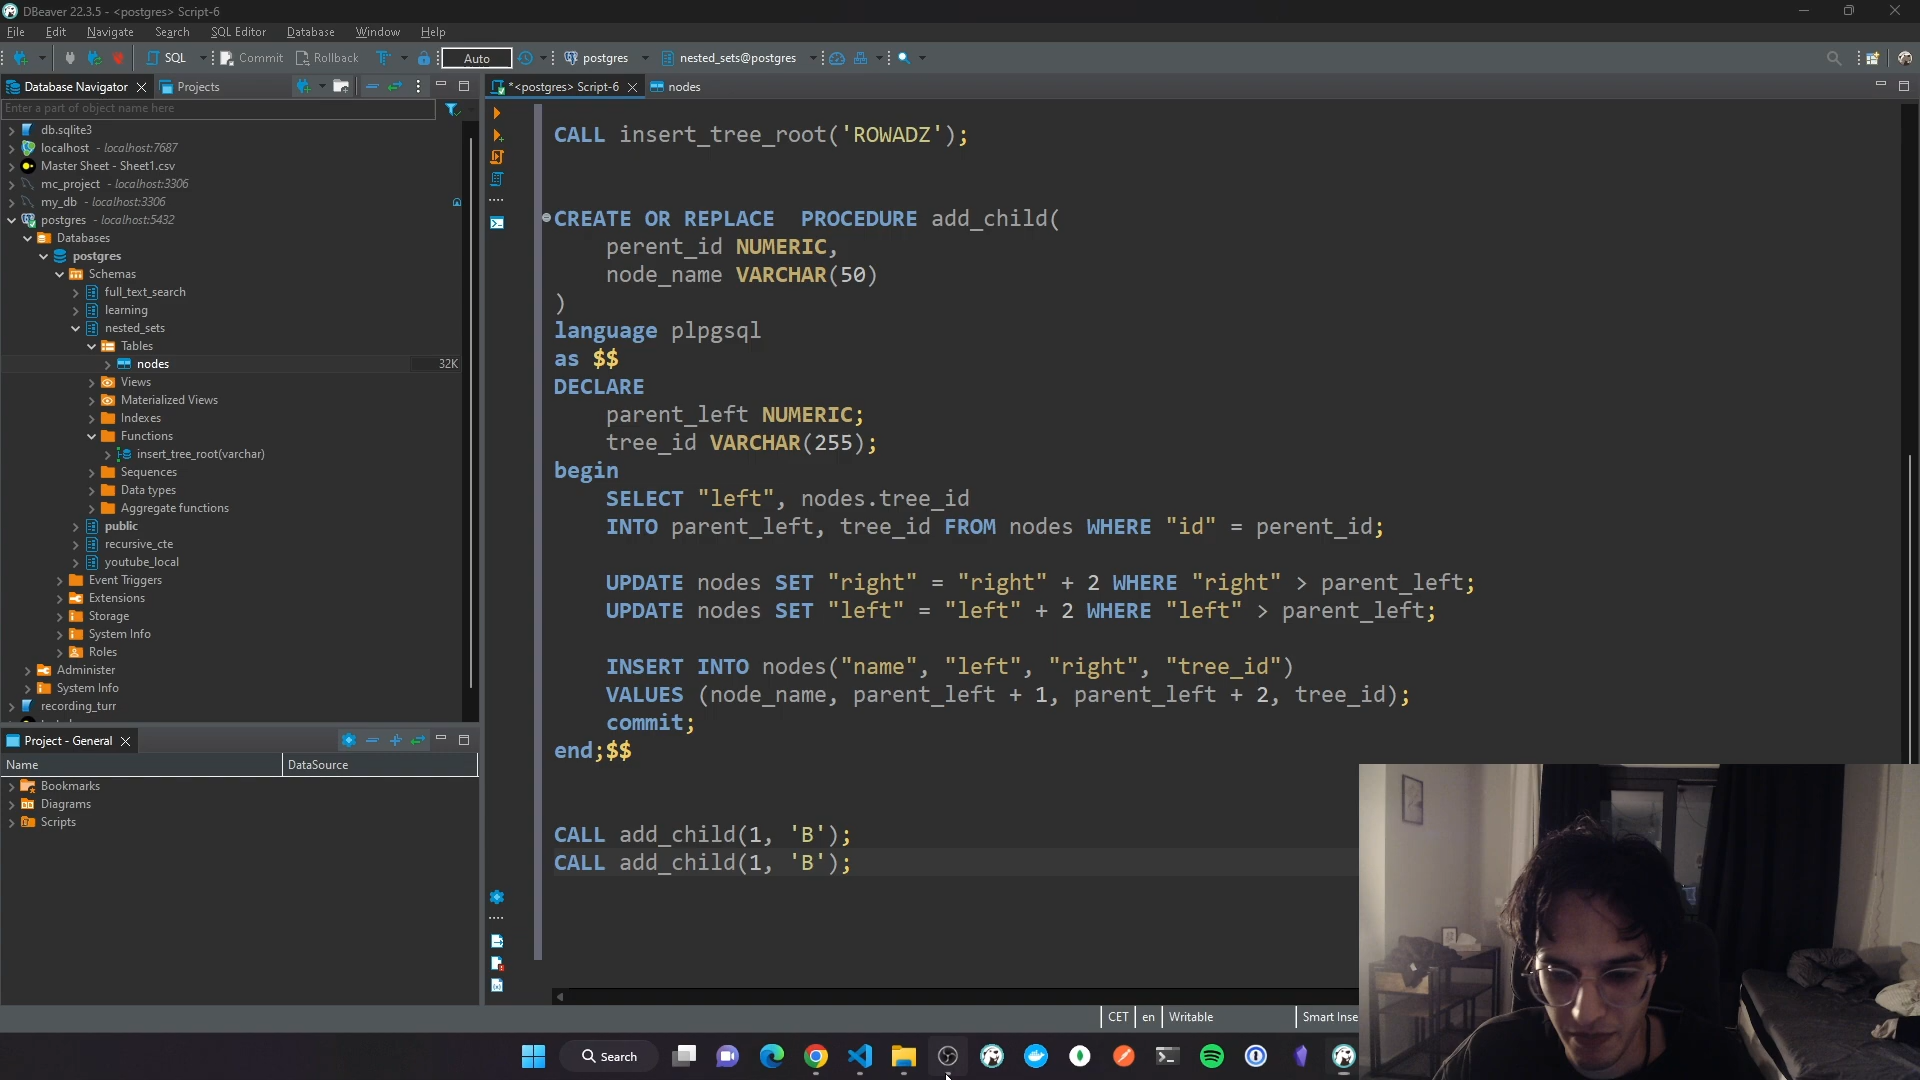 DBeaver 22.3.5 - <postgres> Script-6
File Edit Navigate Search SQL Editor Database Window Help
SQL Commit Rollback Auto postgres nested_sets@postgres
Database Navigator Projects *<postgres> Script-6 nodes
Enter a part of object name here
db.sqlite3
localhost - localhost:7687
Master Sheet - Sheet1.csv
mc_project - localhost:3306
my_db - localhost:3306
postgres - localhost:5432
Databases
postgres
Schemas
full_text_search
learning
nested_sets
Tables
nodes 32K
Views
Materialized Views
Indexes
Functions
insert_tree_root(varchar)
Sequences
Data types
Aggregate functions
public
recursive_cte
youtube_local
Event Triggers
Extensions
Storage
System Info
Roles
Administer
System Info
recording_turr
Project - General
Name DataSource
Bookmarks
Diagrams
Scripts
CALL insert_tree_root('ROWADZ');
CREATE OR REPLACE  PROCEDURE add_child(
perent_id NUMERIC,
node_name VARCHAR(50)
)
language plpgsql
as $$
DECLARE
parent_left NUMERIC;
tree_id VARCHAR(255);
begin
SELECT "left", nodes.tree_id
INTO parent_left, tree_id FROM nodes WHERE "id" = perent_id;
UPDATE nodes SET "right" = "right" + 2 WHERE "right" > parent_left;
UPDATE nodes SET "left" = "left" + 2 WHERE "left" > parent_left;
INSERT INTO nodes("name", "left", "right", "tree_id")
VALUES (node_name, parent_left + 1, parent_left + 2, tree_id);
commit;
end;$$
CALL add_child(1, 'B');
CALL add_child(1, 'B');
CET en Writable Smart Inse
Search